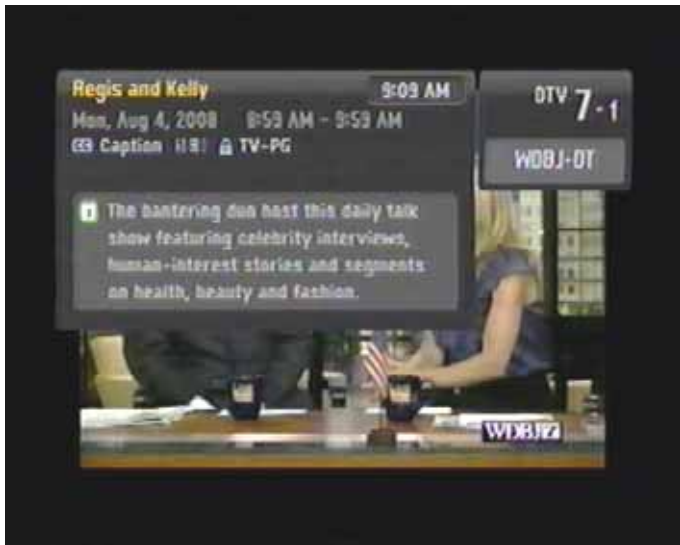 Regis and Kelly
9:09 AM
Mon, Aug 4, 2008 8:59 AM - 9:59 AM
CC Caption TV-PG
The bantering duo host this daily talk
show featuring celebrity interviews,
human-interest stories and segments
on health, beauty and fashion.
DTV 7-1
WDBJ-DT
WDBJ7